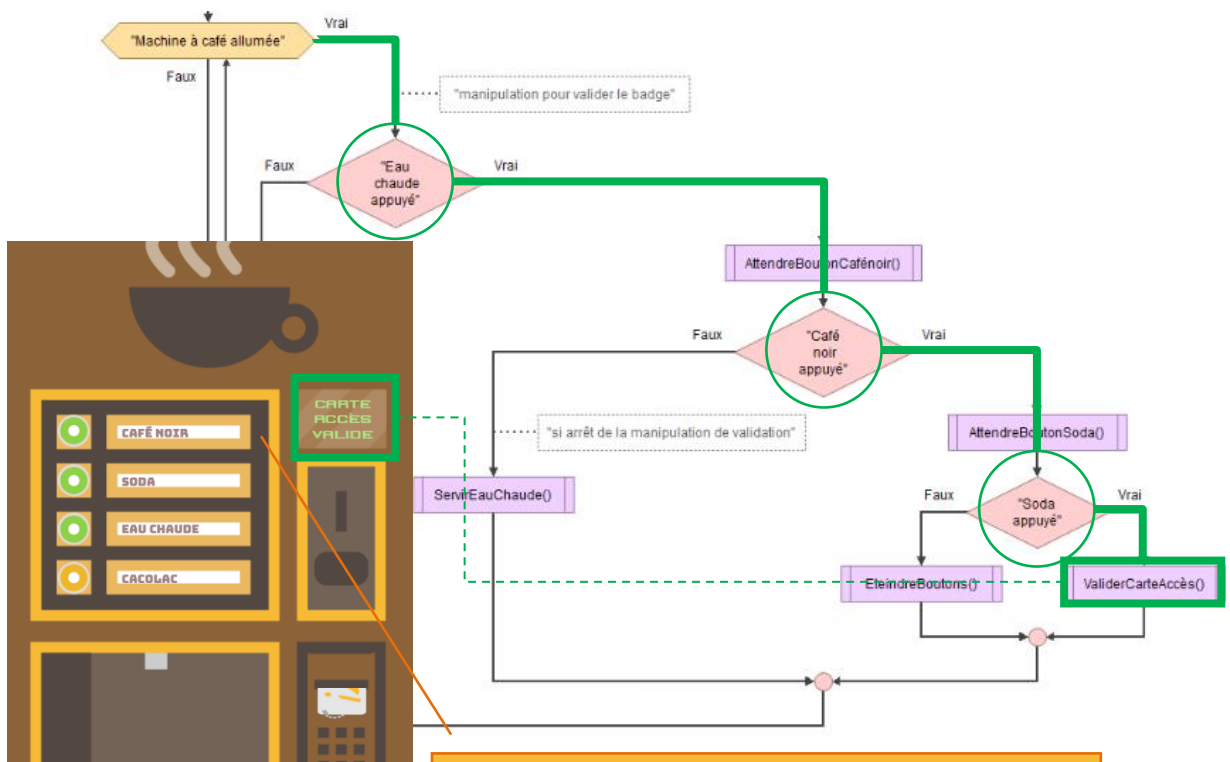 Vrai
"Machine à café allumée"
Faux
"manipulation pour valider le badge"
Faux
"Eau
chaude
appuyé"
Vrai
AttendreBoutonCafénoir()
Faux
"Café
noir
appuyé"
Vrai
CARTE
ACCÈS
VALIDE
CAFÉ NOIR
SODA
EAU CHAUDE
CACOLAC
"si arrêt de la manipulation de validation"
AttendreBoutonSoda()
ServirEauChaude()
Faux
"Soda
appuyé"
Vrai
EteindreBoutons()
ValiderCarteAccès()